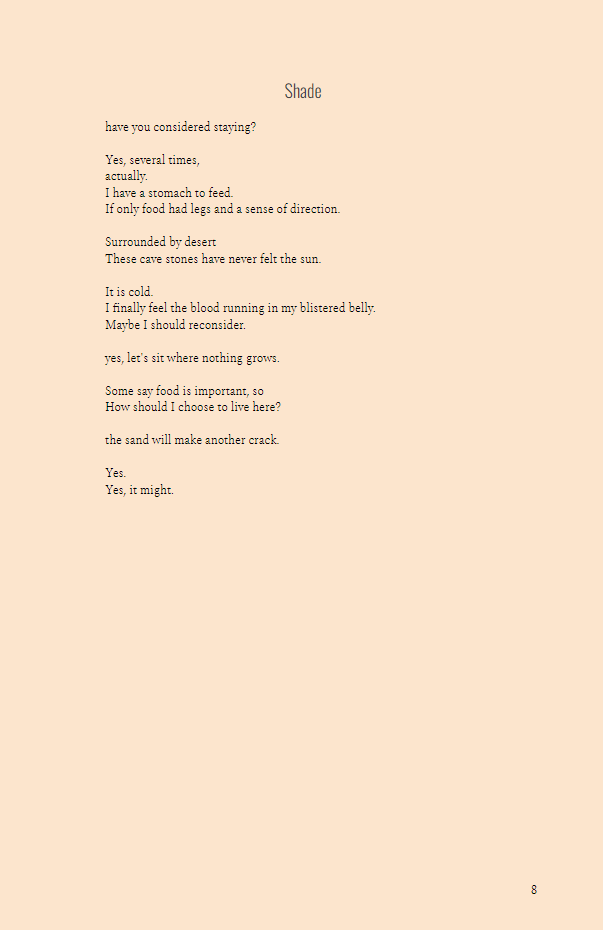 Shade
have you considered staying?
Yes, several times,
actually.
I have a stomach to feed.
If only food had legs and a sense of direction.
Surrounded by desert
These cave stones have never felt the sun.
It is cold.
I finally feel the blood running in my blistered belly.
Maybe I should reconsider.
yes, let's sit where nothing grows.
Some say food is important, so
How should I choose to live here?
the sand will make another crack.
Yes.
Yes, it might.
8